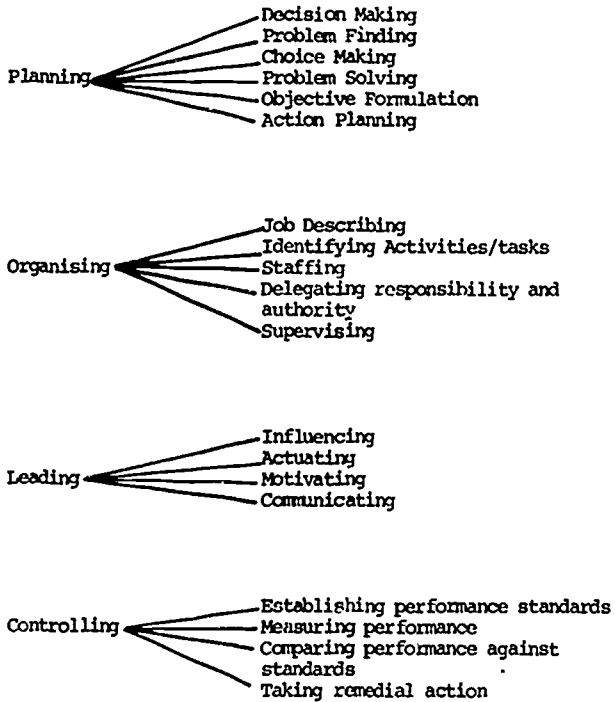 Decision Making
Problem Finding
Choice Making
Planning
Problem Solving
Objective Formulation
Action Planning
Job Describing
Identifying Activities/tasks
Organising
Staffing
Delegating responsibility and
authority
Supervising
Influencing
Actuating
Leading
Motivating
Communicating
Establishing performance standards
Controlling
Measuring performance
Comparing performance against
standards
Taking remedial action